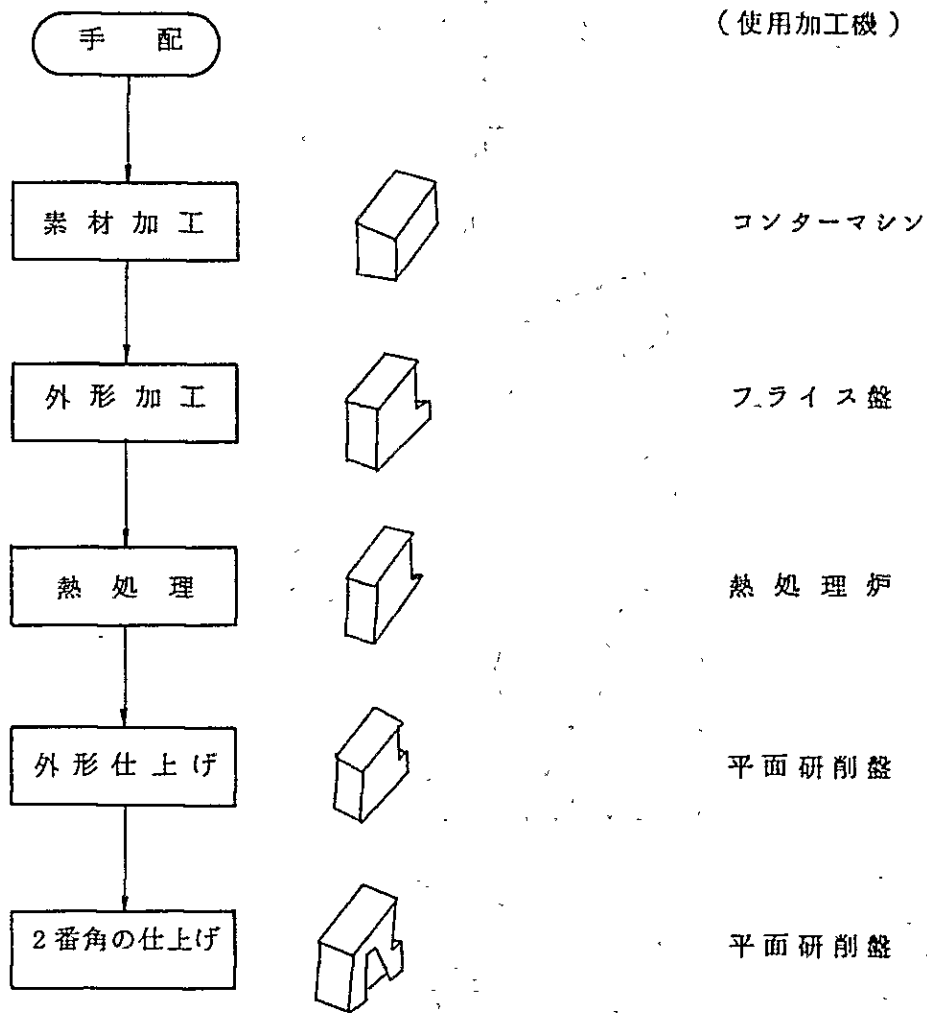 手配
(使用加工機)
素材加工
コンターマシン
外形加工
フライス盤
熱処理
熱処理炉
外形仕上げ
平面研削盤
2番角の仕上げ
平面研削盤